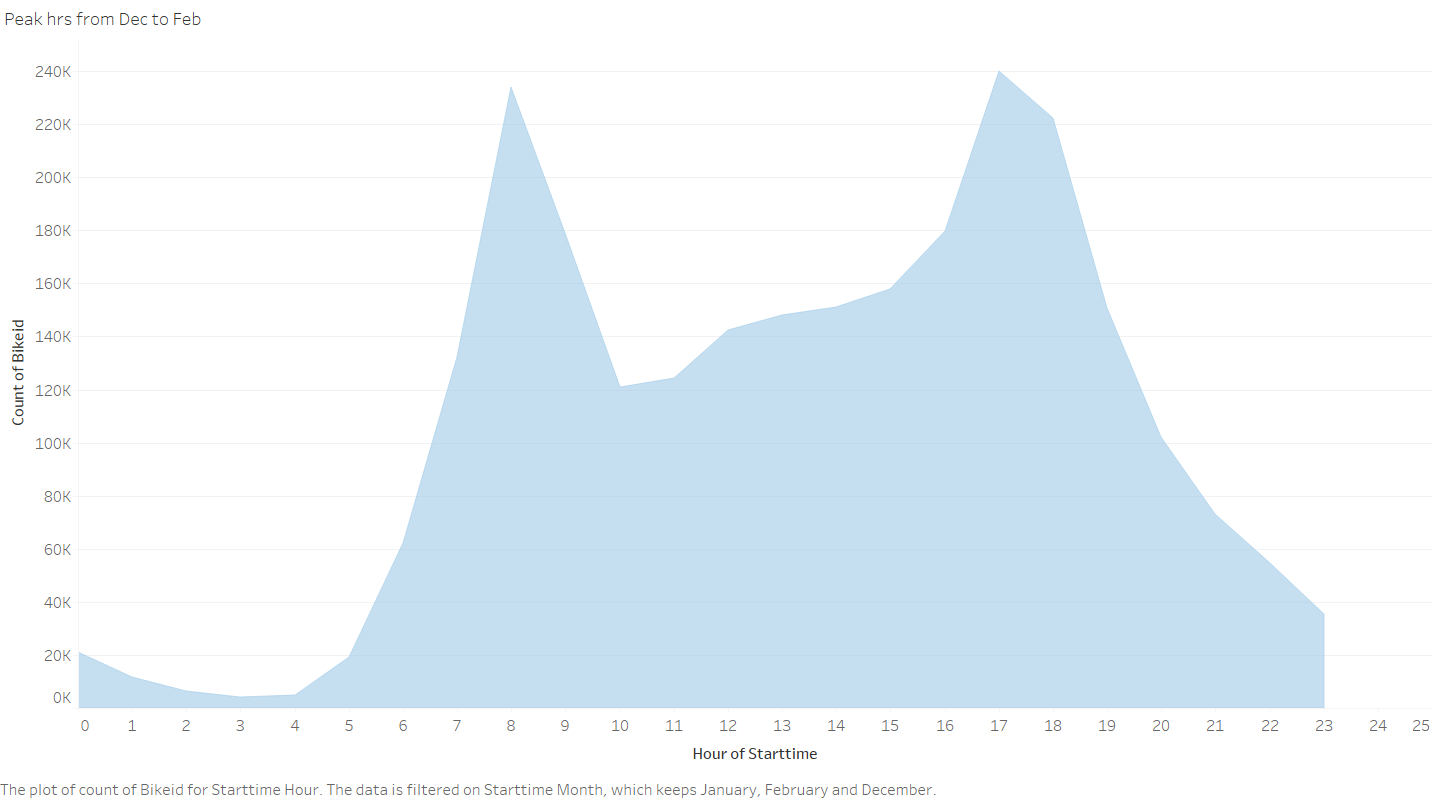 Peak hrs from Dec to Feb
240K
220K
200K
180K
160K
140K
120K
100K
80K
60K
40K
20K
0K
Count of Bikeid
0 1 2 3 4 5 6 7 8 9 10 11 12 13 14 15 16 17 18 19 20 21 22 23 24 25
Hour of Starttime
The plot of count of Bikeid for Starttime Hour. The data is filtered on Starttime Month, which keeps January, February and December.